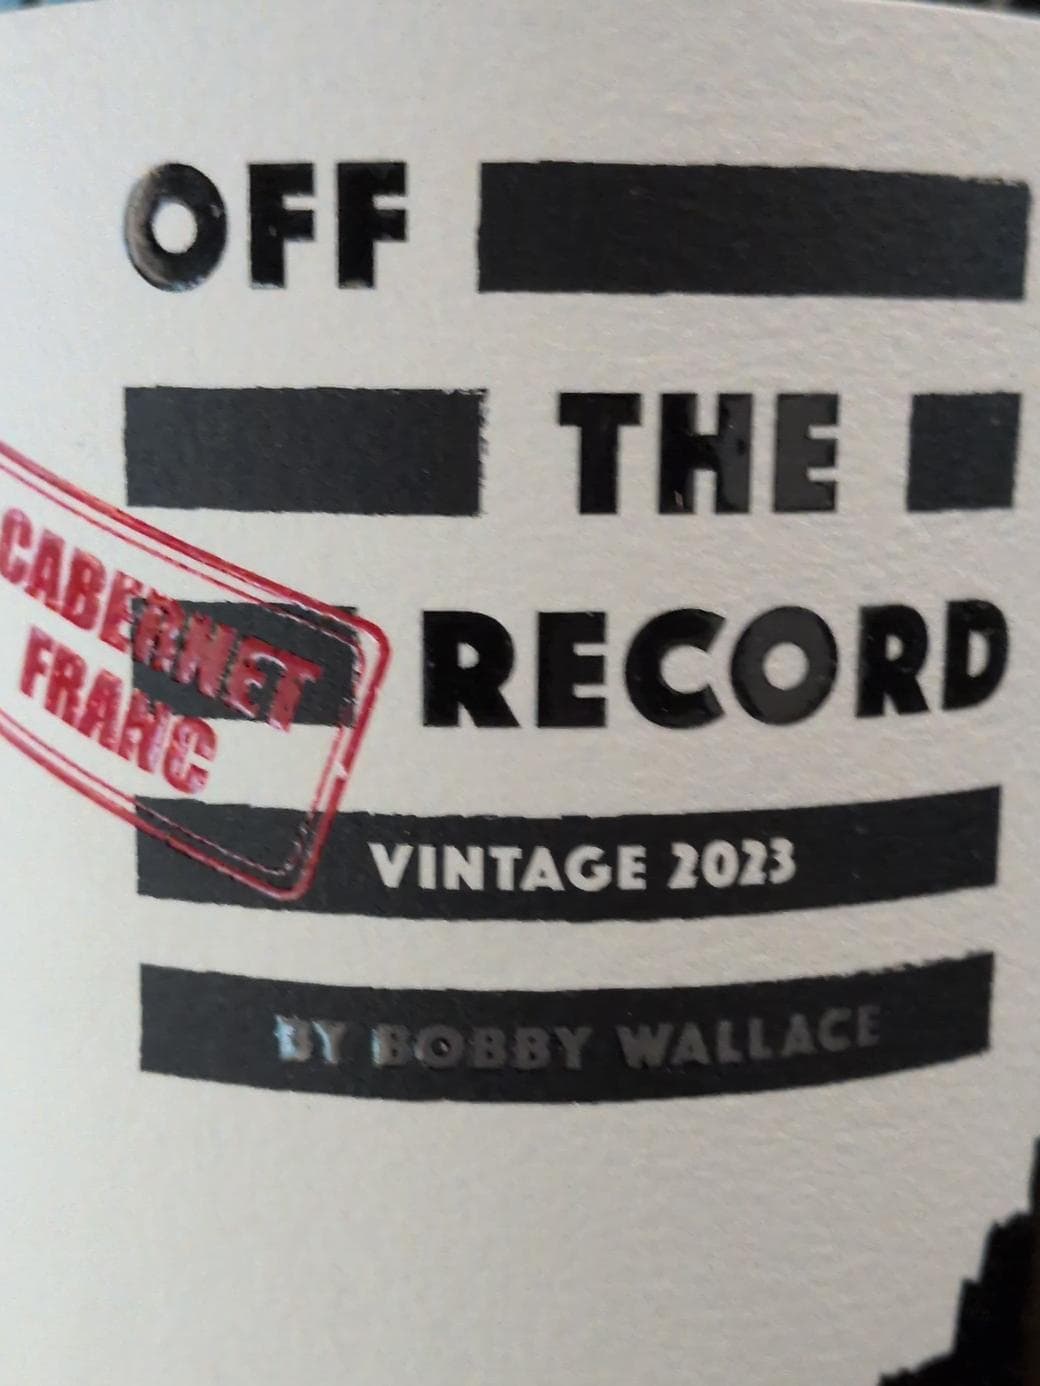 OFF
THE
RECORD
CABERNET
FRANC
VINTAGE 2023
BY BOBBY WALLACE